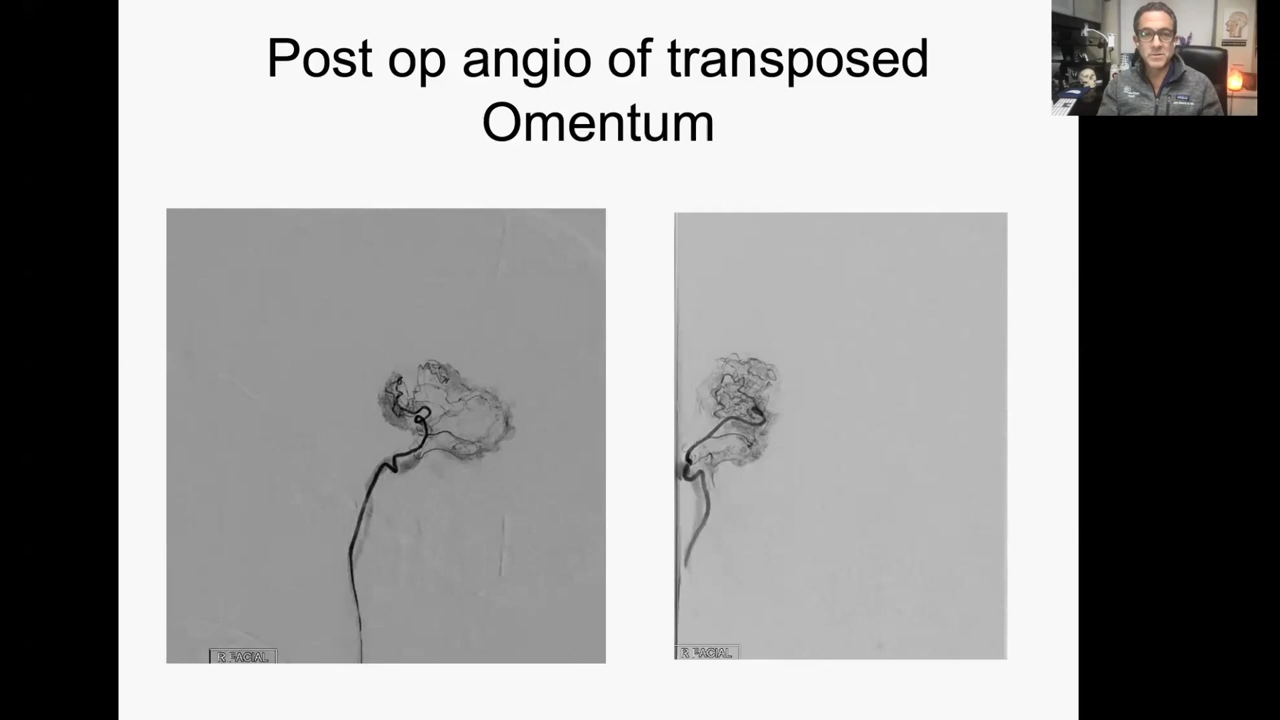 Post op angio of transposed
Omentum
R FACIAL
R FACIAL